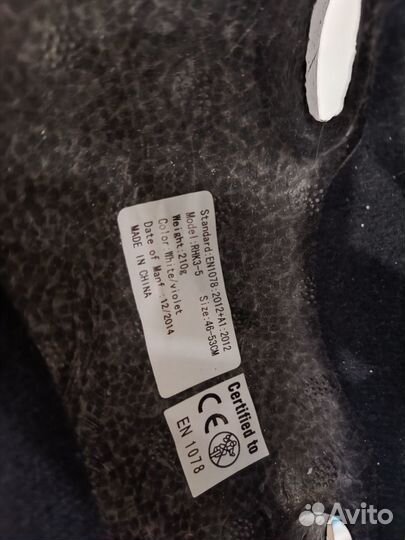 Standard:EN1078:2012+A1:2012
Model:RHK3-5 Size:46-53CM
Weight:210g
Color White/violet
Date of Manf.:12/2014
MADE IN CHINA
Certified to
CE
EN 1078
Avito